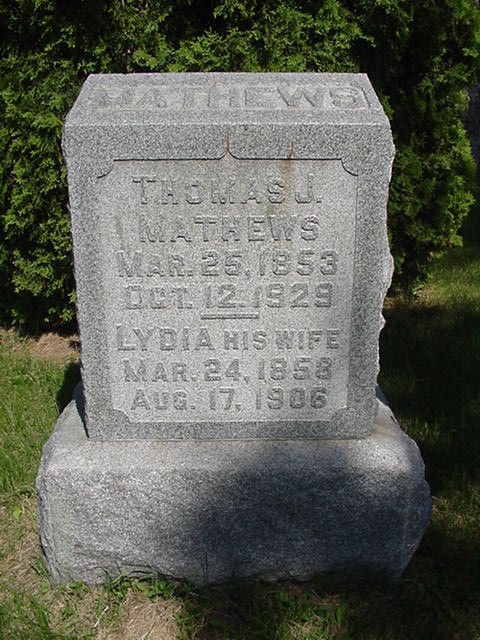 MATHEWS
THOMAS J.
MATHEWS
MAR. 25, 1853
OCT. 12. 1929
LYDIA HIS WIFE
MAR. 24, 1858
AUG. 17, 1906